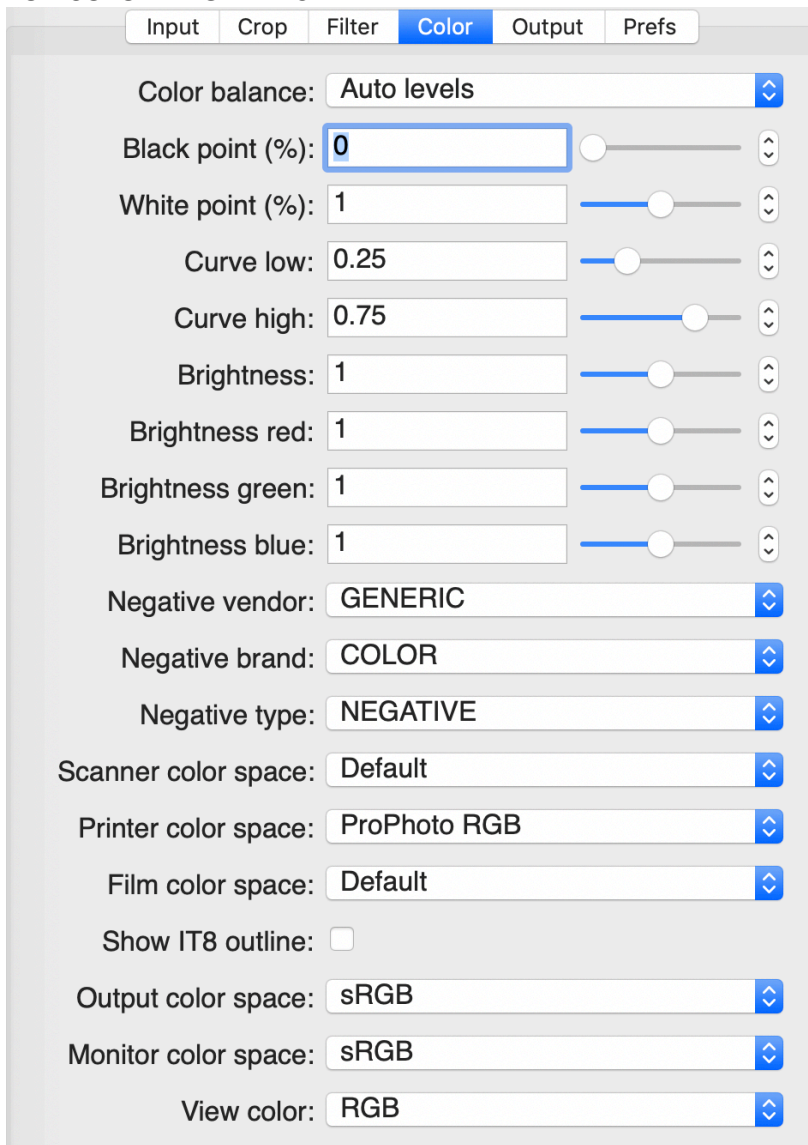 Input Crop Filter Color Output Prefs
Color balance: Auto levels
Black point (%): 0
White point (%): 1
Curve low: 0.25
Curve high: 0.75
Brightness: 1
Brightness red: 1
Brightness green: 1
Brightness blue: 1
Negative vendor: GENERIC
Negative brand: COLOR
Negative type: NEGATIVE
Scanner color space: Default
Printer color space: ProPhoto RGB
Film color space: Default
Show IT8 outline:
Output color space: sRGB
Monitor color space: sRGB
View color: RGB